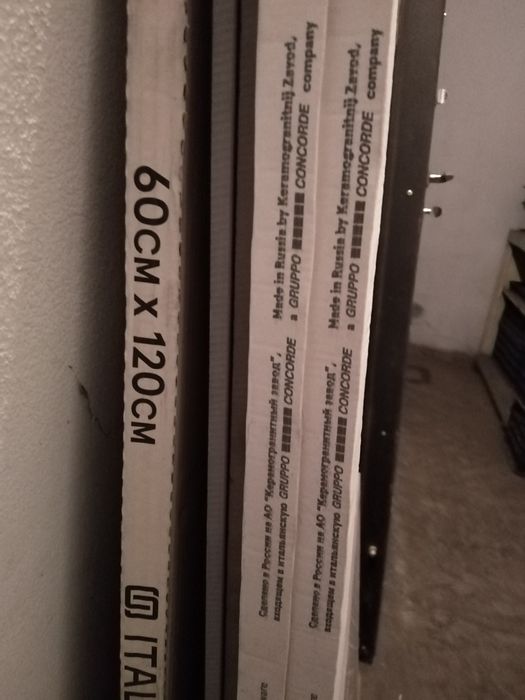 60СМ X 120СМ
ITAL
Сделано в России на АО "Керамогранитный завод",
входящем в итальянскую GRUPPO CONCORDE
Made in Russia by Keramogranitnij Zavod,
a GRUPPO CONCORDE company
Сделано в России на АО "Керамогранитный завод",
входящем в итальянскую GRUPPO CONCORDE
Made in Russia by Keramogranitnij Zavod,
a GRUPPO CONCORDE company